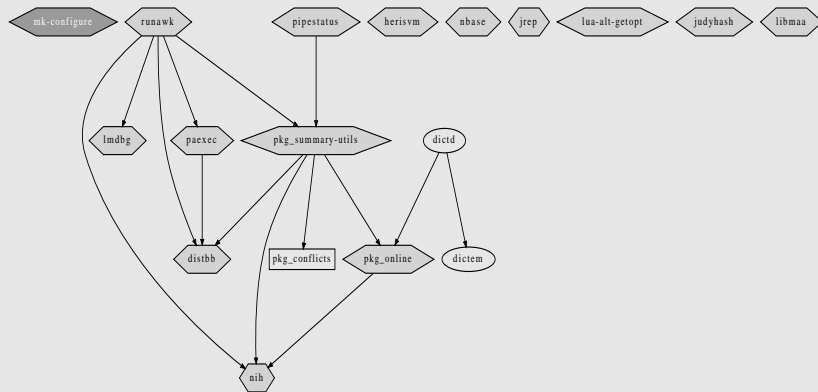 mk-configure
runawk
pipestatus
herisvm
nbase
jrep
lua-alt-getopt
judyhash
libmaa
lmdbg
paexec
pkg_summary-utils
dictd
distbb
pkg_conflicts
pkg_online
dictem
nih